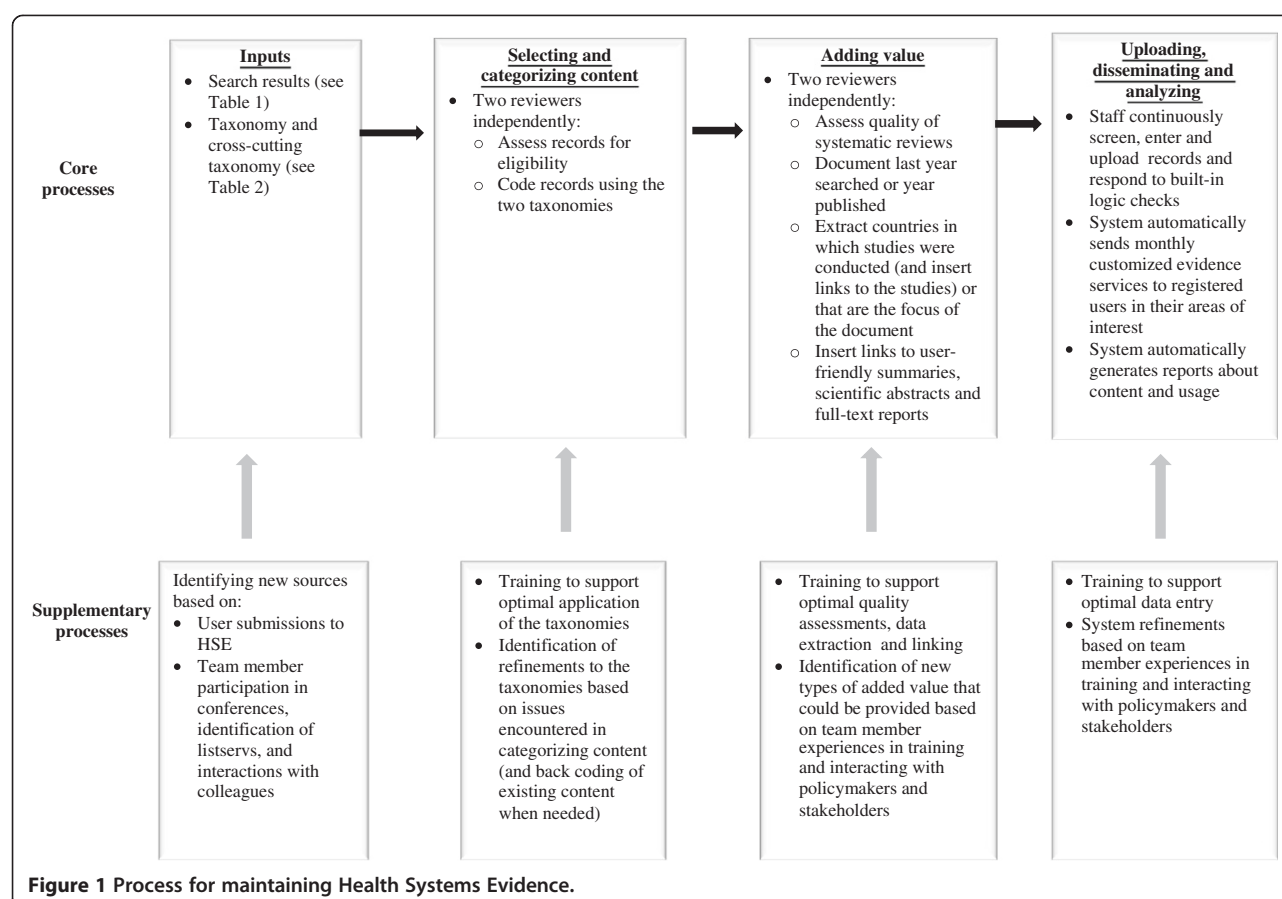 Inputs
• Search results (see
Table 1)
• Taxonomy and
cross-cutting
taxonomy (see
Table 2)
Selecting and
categorizing content
• Two reviewers
independently:
o Assess records for
eligibility
o Code records using the
two taxonomies
Adding value
• Two reviewers
independently:
o Assess quality of
systematic reviews
o Document last year
searched or year
published
o Extract countries in
which studies were
conducted (and insert
links to the studies) or
that are the focus of
the document
o Insert links to user-
friendly summaries,
scientific abstracts and
full-text reports
Uploading,
disseminating and
analyzing
• Staff continuously
screen, enter and
upload records and
respond to built-in
logic checks
• System automatically
sends monthly
customized evidence
services to registered
users in their areas of
interest
• System automatically
generates reports about
content and usage
Core
processes
Supplementary
processes
Identifying new sources
based on:
• User submissions to
HSE
• Team member
participation in
conferences,
identification of
listservs, and
interactions with
colleagues
• Training to support
optimal application
of the taxonomies
• Identification of
refinements to the
taxonomies based
on issues
encountered in
categorizing content
(and back coding of
existing content
when needed)
• Training to support
optimal quality
assessments, data
extraction and linking
• Identification of new
types of added value that
could be provided based
on team member
experiences in training
and interacting with
policymakers and
stakeholders
• Training to support
optimal data entry
• System refinements
based on team
member experiences in
training and interacting
with policymakers and
stakeholders
Figure 1 Process for maintaining Health Systems Evidence.